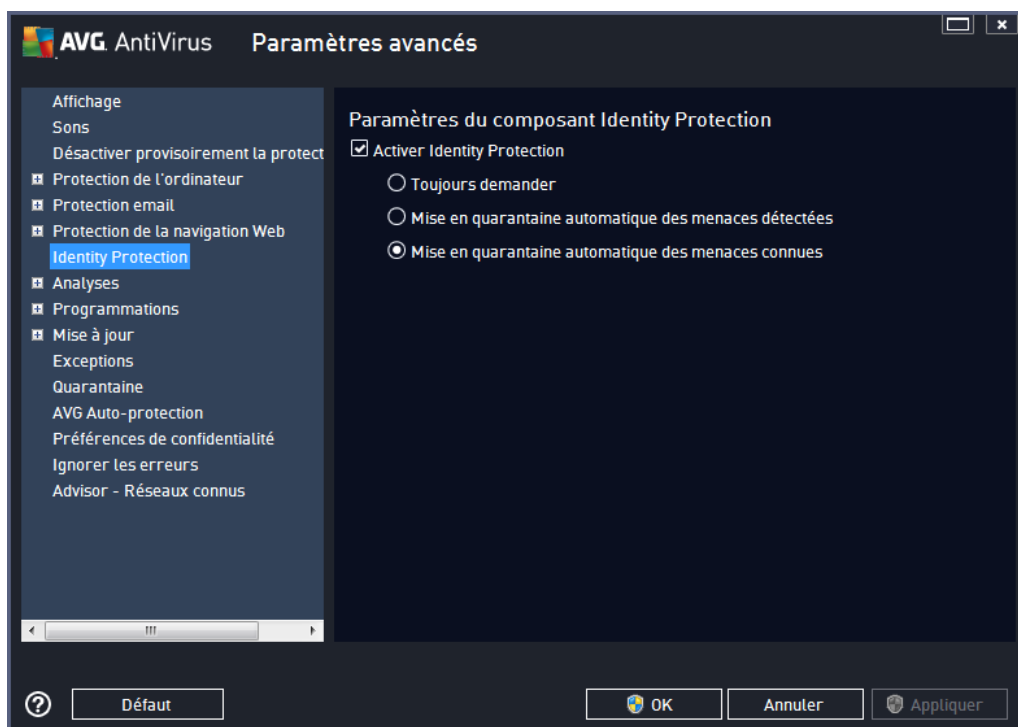 AVG. AntiVirus Paramètres avancés
Affichage
Sons
Désactiver provisoirement la protect
Protection de l'ordinateur
Protection email
Protection de la navigation Web
Identity Protection
Analyses
Programmations
Mise à jour
Exceptions
Quarantaine
AVG Auto-protection
Préférences de confidentialité
Ignorer les erreurs
Advisor - Réseaux connus
Paramètres du composant Identity Protection
Activer Identity Protection
Toujours demander
Mise en quarantaine automatique des menaces détectées
Mise en quarantaine automatique des menaces connues
Défaut
OK
Annuler
Appliquer